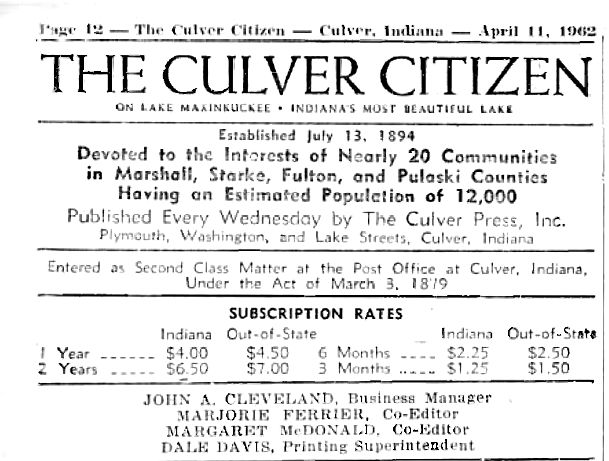 Page 12 — The Culver Citizen — Culver, Indiana — April 11, 1962
THE CULVER CITIZEN
ON LAKE MAXINKUCKEE • INDIANA'S MOST BEAUTIFUL LAKE
Established July 13, 1894
Devoted to the Interests of Nearly 20 Communities
in Marshall, Starke, Fulton, and Pulaski Counties
Having an Estimated Population of 12,000
Published Every Wednesday by The Culver Press, Inc.
Plymouth, Washington, and Lake Streets, Culver, Indiana
Entered as Second Class Matter at the Post Office at Culver, Indiana,
Under the Act of March 3, 1879
SUBSCRIPTION RATES
Indiana Out-of-State Indiana Out-of-State
1 Year ------ $4.00 $4.50 6 Months ---- $2.25 $2.50
2 Years ----- $6.50 $7.00 3 Months ---- $1.25 $1.50
JOHN A. CLEVELAND, Business Manager
MARJORIE FERRIER, Co-Editor
MARGARET McDONALD, Co-Editor
DALE DAVIS, Printing Superintendent